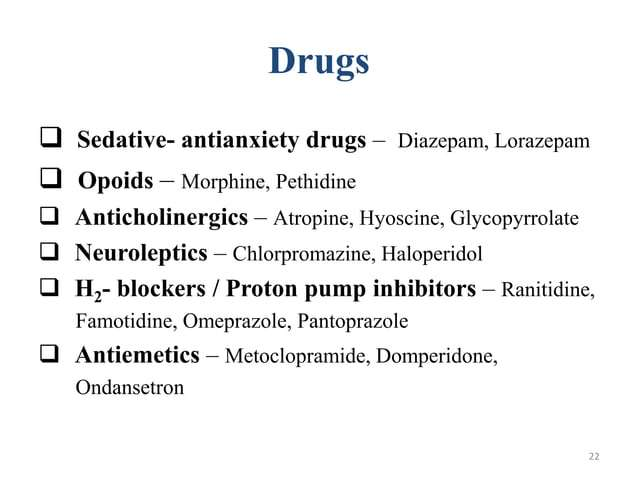 Drugs
❑ Sedative- antianxiety drugs – Diazepam, Lorazepam
❑ Opoids – Morphine, Pethidine
❑ Anticholinergics – Atropine, Hyoscine, Glycopyrrolate
❑ Neuroleptics – Chlorpromazine, Haloperidol
❑ H₂- blockers / Proton pump inhibitors – Ranitidine,
Famotidine, Omeprazole, Pantoprazole
❑ Antiemetics – Metoclopramide, Domperidone,
Ondansetron
22